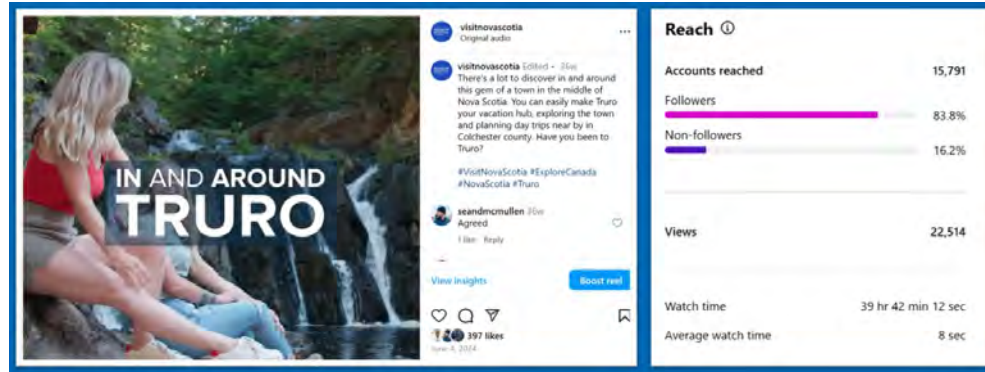 IN AND AROUND
TRURO
visitnovascotia
Original audio
visitnovascotia Edited • 36w
There's a lot to discover in and around
this gem of a town in the middle of
Nova Scotia. You can easily make Truro
your vacation hub, exploring the town
and planning day trips near by in
Colchester county. Have you been to
Truro?
#VisitNovaScotia #ExploreCanada
#NovaScotia #Truro
seandmcmullen 36w
Agreed
1 like Reply
View insights
Boost reel
397 likes
June 4, 2024
Reach
Accounts reached 15,791
Followers
83.8%
Non-followers
16.2%
Views 22,514
Watch time 39 hr 42 min 12 sec
Average watch time 8 sec